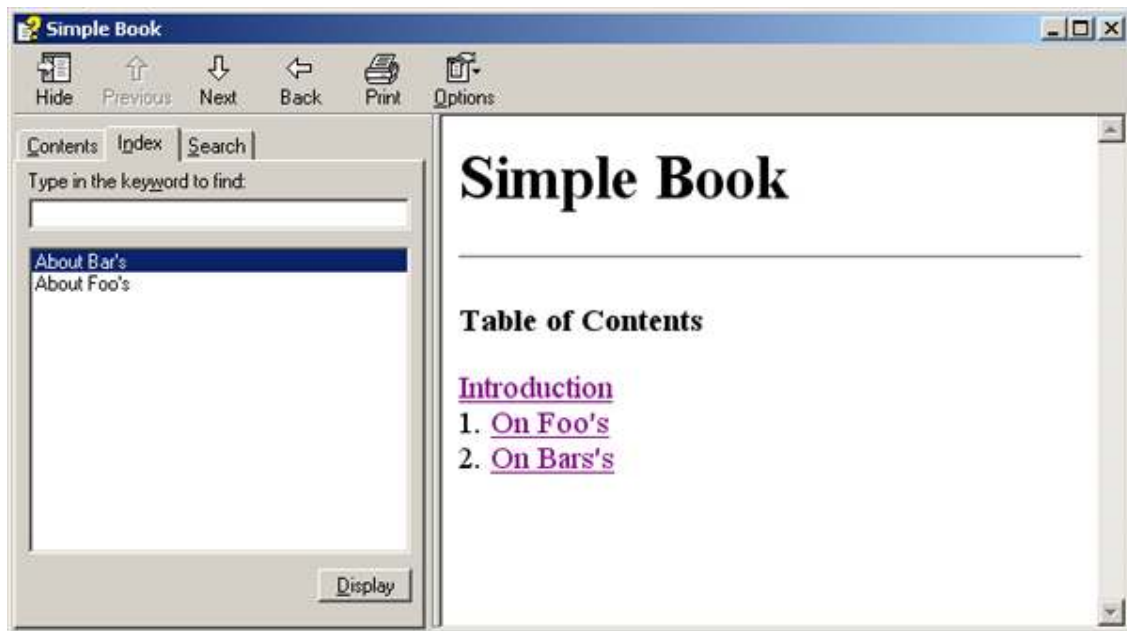 Simple Book
Hide Previous Next Back Print Options
Contents Index Search
Type in the keyword to find:
About Bar's
About Foo's
Display
Simple Book
Table of Contents
Introduction
1. On Foo's
2. On Bars's